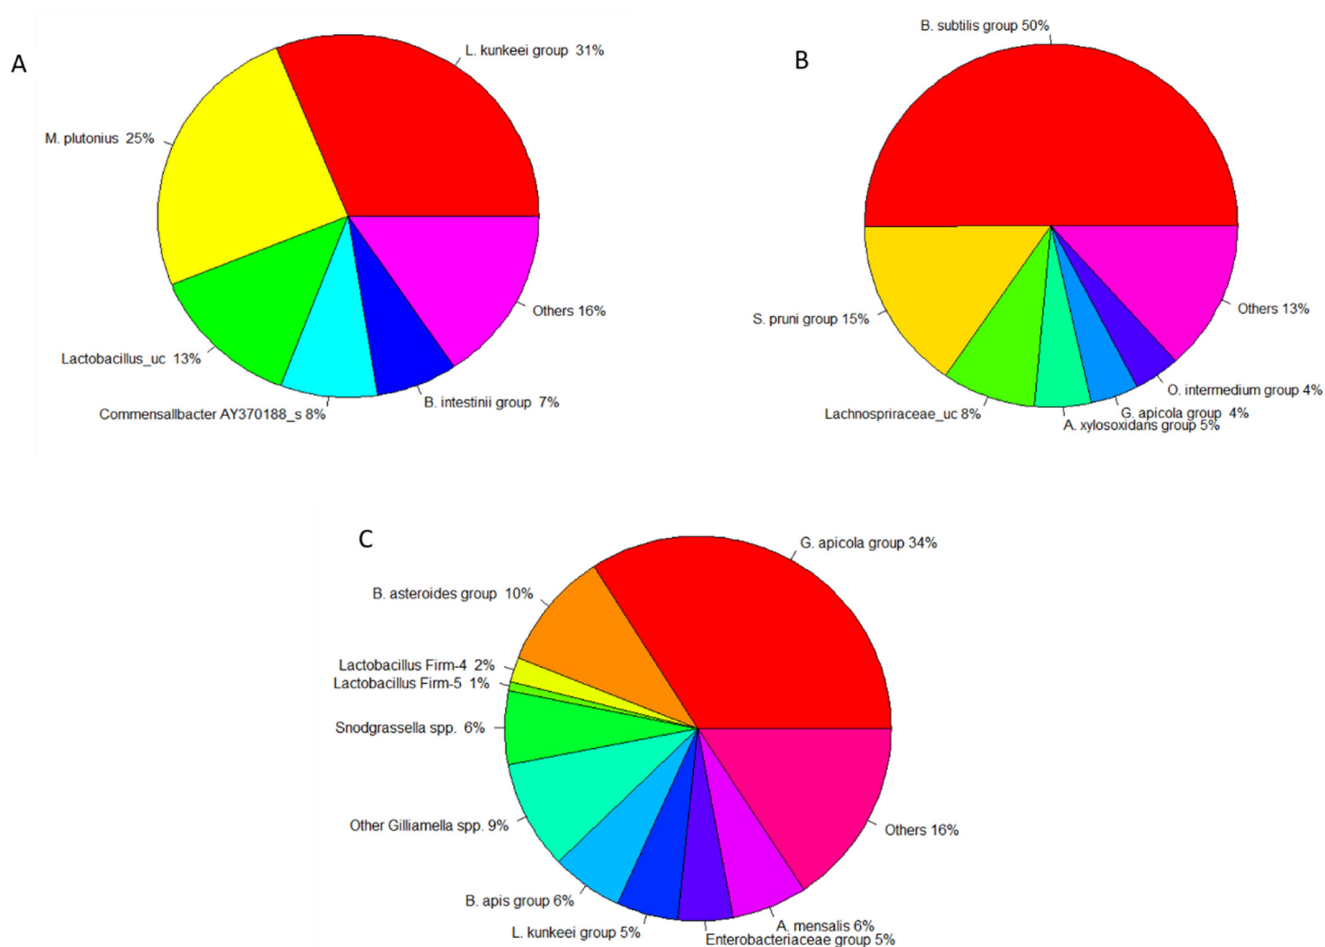 A
L. kunkeei group 31%
M. plutonius 25%
Lactobacillus_uc 13%
Commensallbacter AY370188_s 8%
B. intestinii group 7%
Others 16%
B
B. subtilis group 50%
S. pruni group 15%
Lachnospriraceae_uc 8%
A. xylosoxidans group 5%
G. apicola group 4%
O. intermedium group 4%
Others 13%
C
G. apicola group 34%
B. asteroides group 10%
Lactobacillus Firm-4 2%
Lactobacillus Firm-5 1%
Snodgrassella spp. 6%
Other Gilliamella spp. 9%
B. apis group 6%
L. kunkeei group 5%
Enterobacteriaceae group 5%
A. mensalis 6%
Others 16%